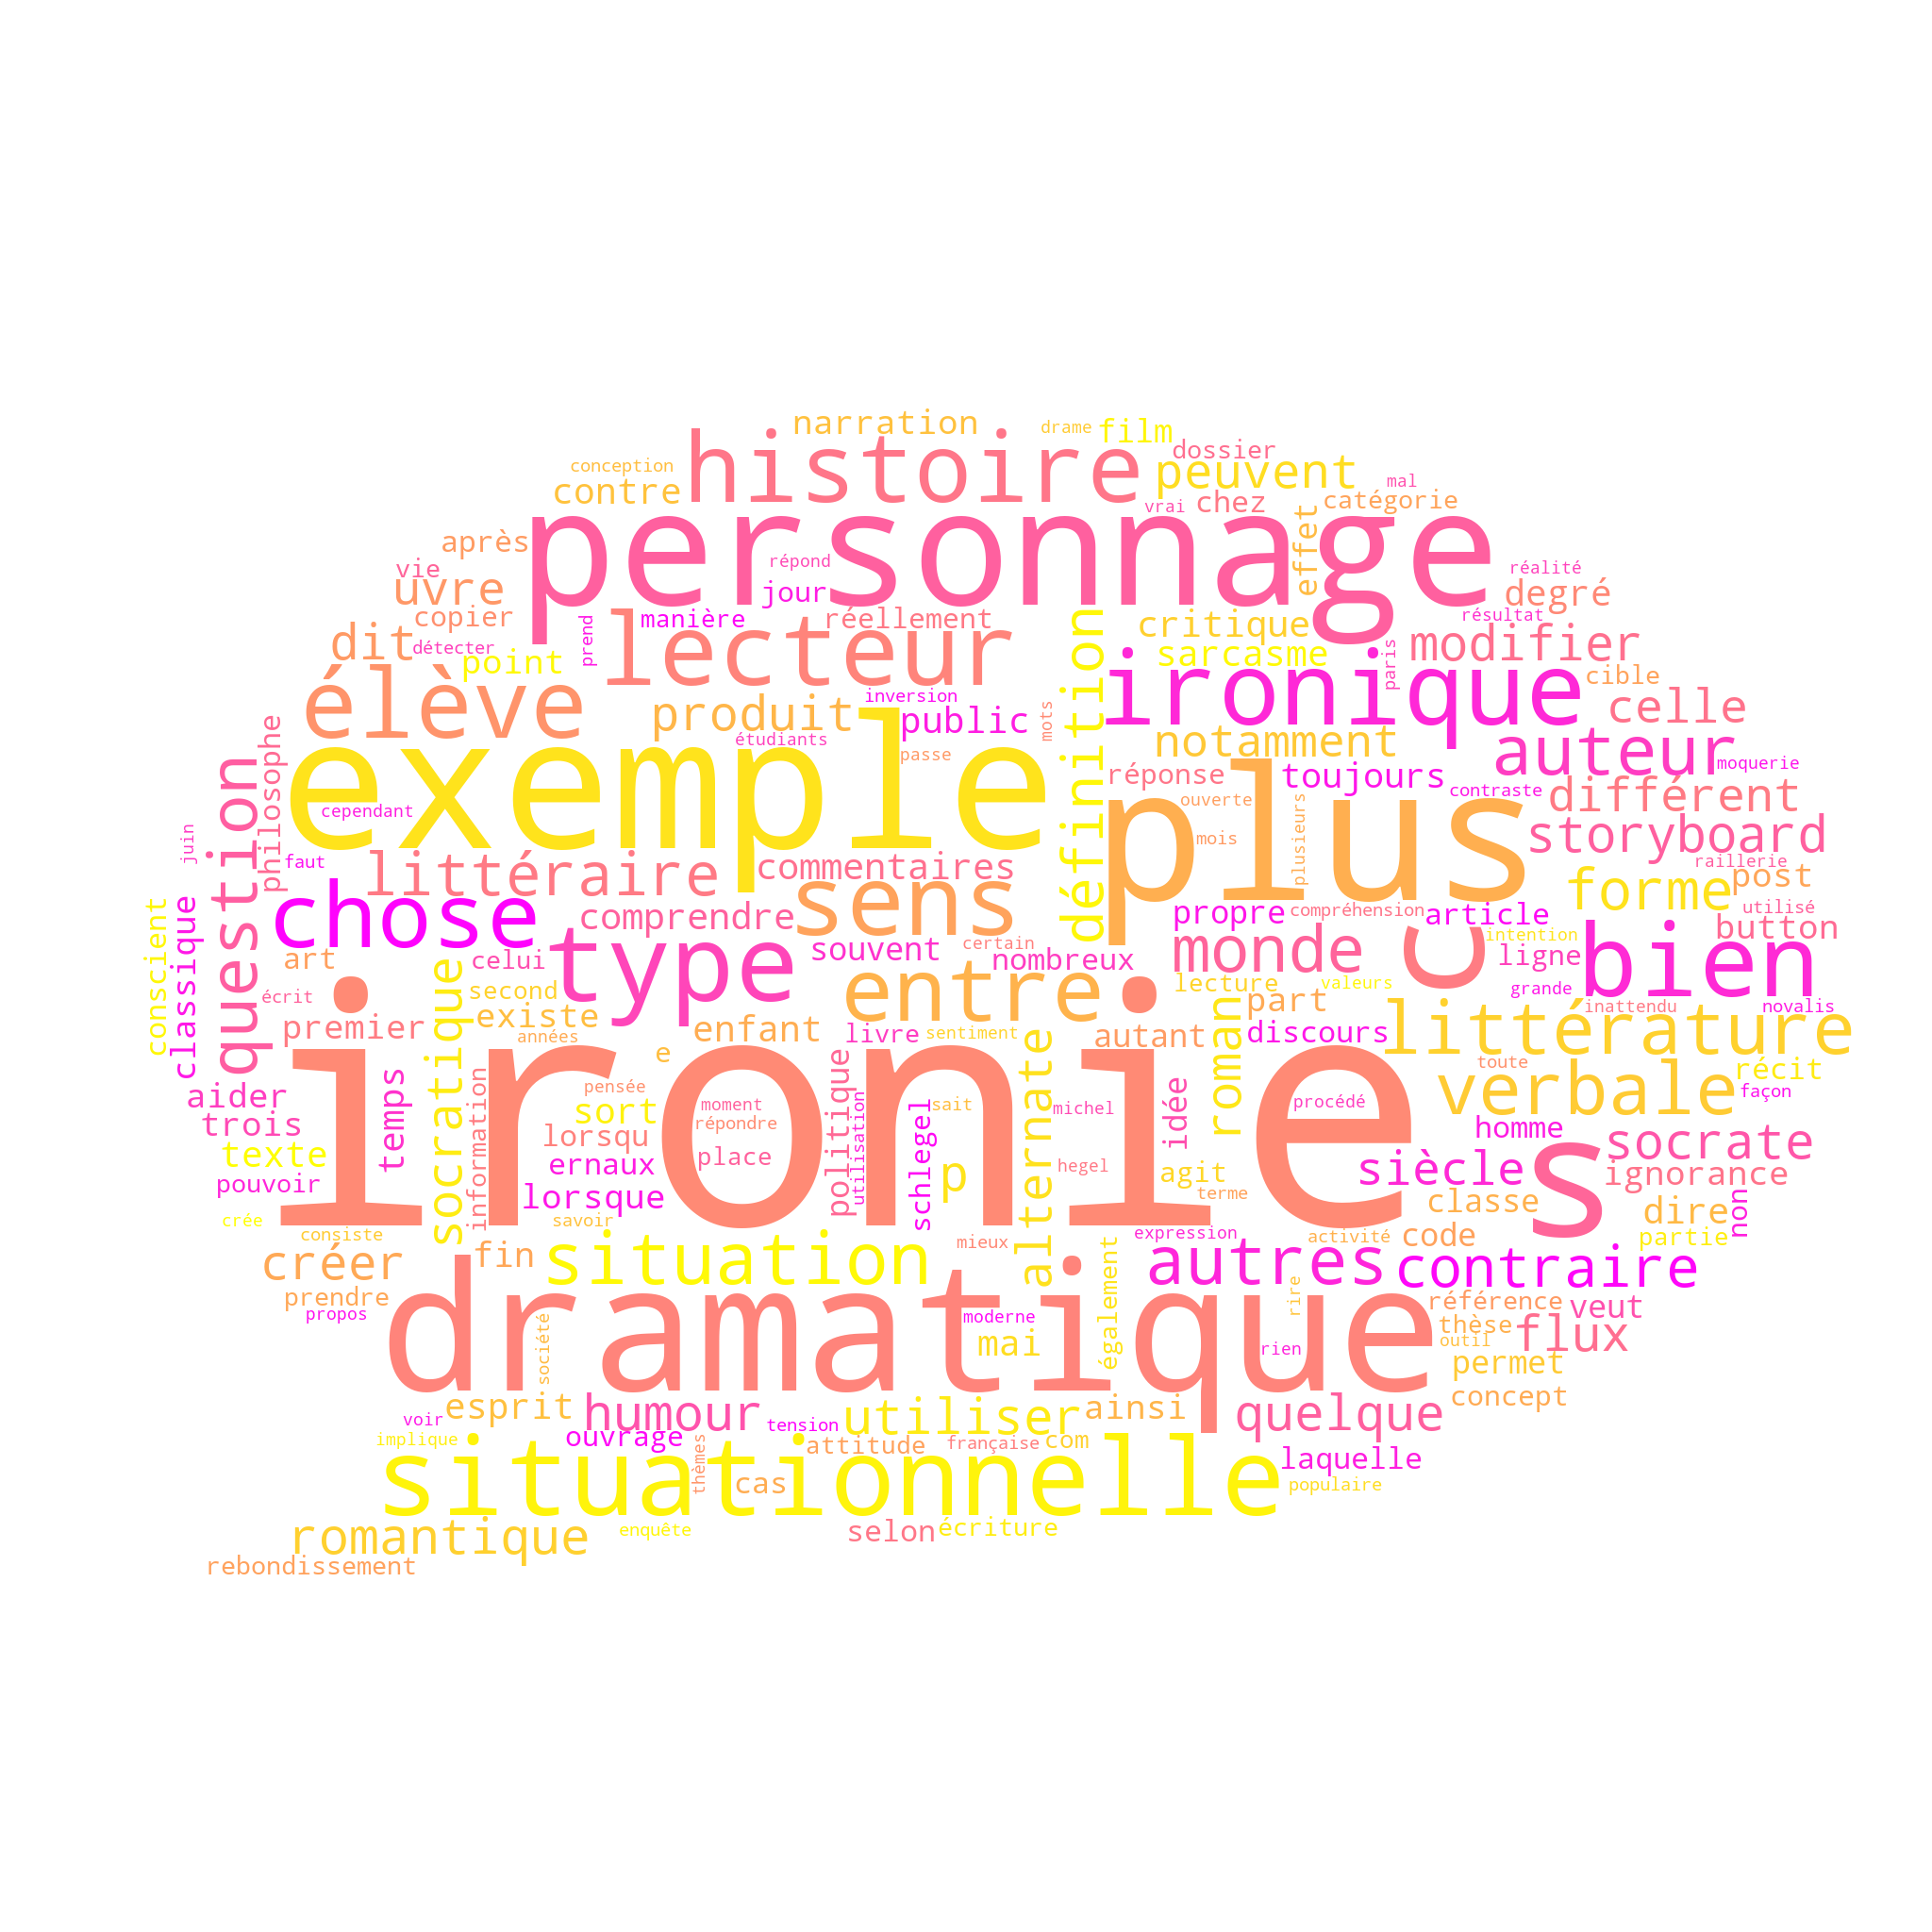 narration
drame
film
histoire
dossier
conception
peuvent
contre
mal
vrai
chez
catégorie
personnage
effet
après
répond
vie
jour
réalité
uvre
degré
copier
manière
réellement
critique
résultat
dit
détecter
prend
lecteur
définition
modifier
point
sarcasme
paris
élève
ironique
cible
inversion
produit
public
mots
celle
philosophe
étudiants
exemple
passe
notamment
auteur
moquerie
question
réponse
toujours
contraste
différent
plus
ouverte
cependant
storyboard
juin
mois
plusieurs
faut
littéraire
commentaires
raillerie
forme
post
chose
sens
comprendre
propre
compréhension
article
utilisé
conscient
classique
type
souvent
certain
monde
c
intention
bien
button
art
celui
nombreux
ligne
socratique
second
entre
lecture
valeurs
grande
écrit
existe
part
inattendu
novalis
premier
années
enfant
livre
sentiment
alternate
autant
roman
discours
littérature
e
ironie
toute
récit
aider
temps
information
pensée
politique
idée
verbale
façon
trois
sort
moment
utilisation
sait
michel
procédé
texte
lorsqu
répondre
schlegel
homme
s
socrate
pouvoir
ernaux
place
p
hegel
agit
siècle
ignorance
lorsque
terme
classe
non
crée
savoir
dire
consiste
mieux
expression
activité
code
partie
créer
fin
situation
également
autres
contraire
prendre
dramatique
rire
référence
veut
propos
société
moderne
thèse
flux
mai
rien
outil
permet
esprit
humour
utiliser
ainsi
quelque
concept
voir
tension
implique
ouvrage
thèmes
attitude
française
com
situationnelle
laquelle
cas
populaire
romantique
enquête
selon
écriture
rebondissement